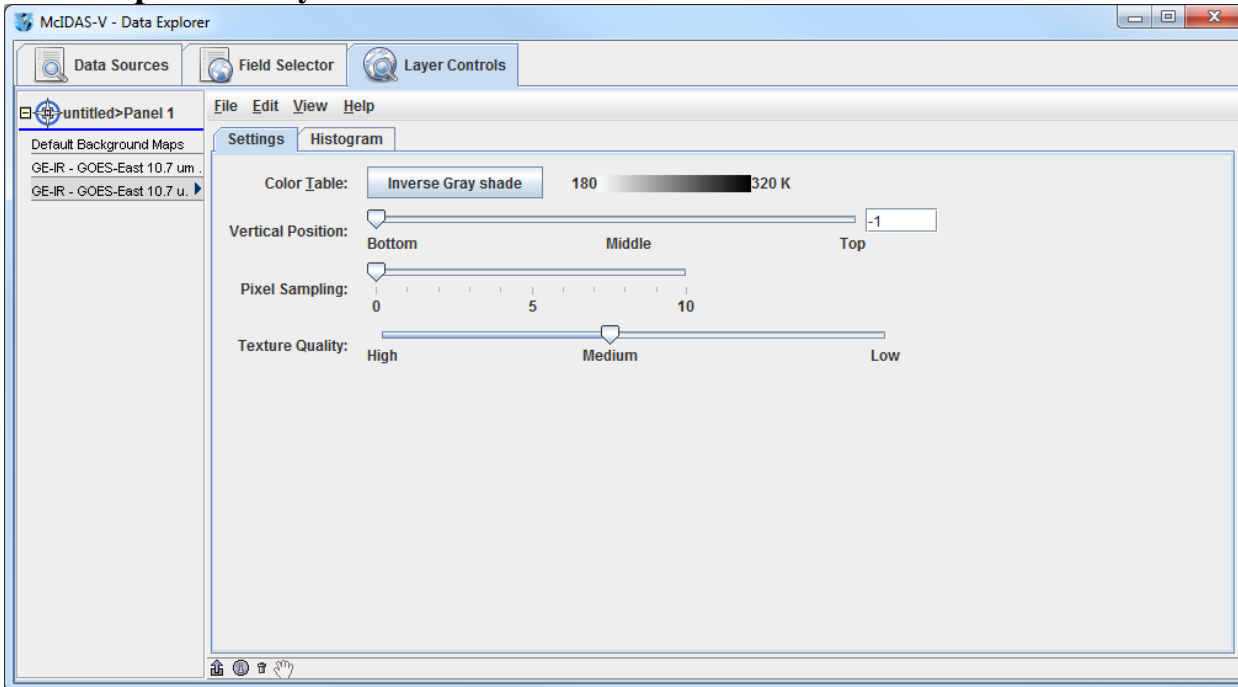 McIDAS-V - Data Explorer
Data Sources Field Selector Layer Controls
untitled>Panel 1
Default Background Maps
GE-IR - GOES-East 10.7 um .
GE-IR - GOES-East 10.7 u.
File Edit View Help
Settings Histogram
Color Table: Inverse Gray shade 180 320 K
Vertical Position: -1
Bottom Middle Top
Pixel Sampling:
0 5 10
Texture Quality:
High Medium Low